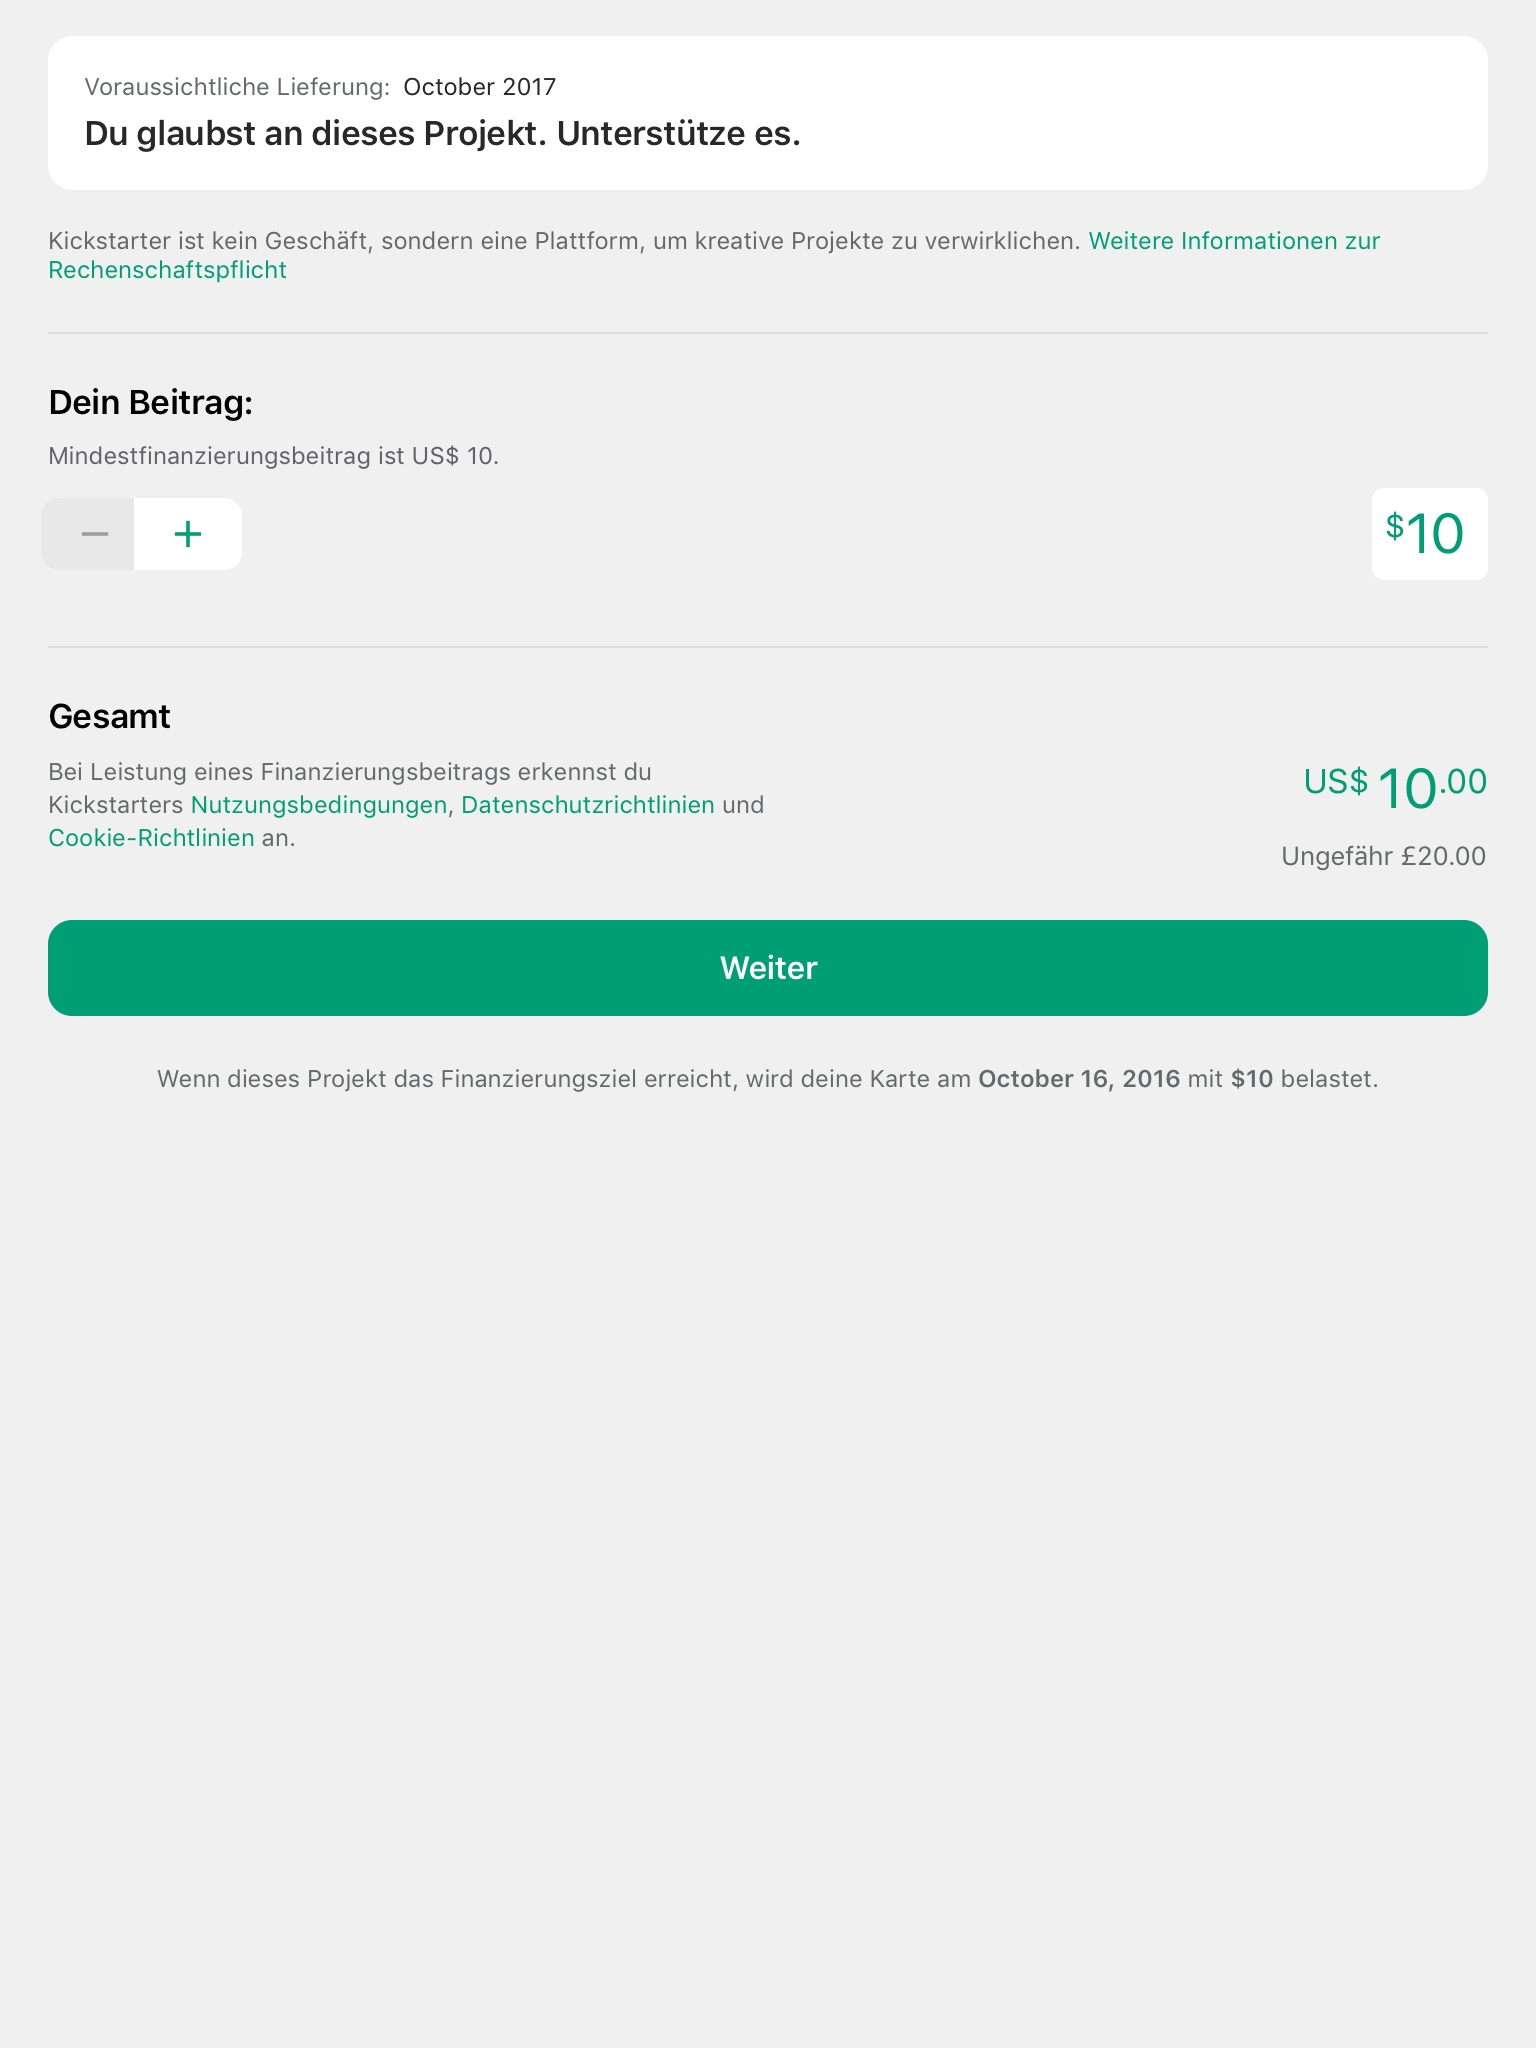 Voraussichtliche Lieferung: October 2017
Du glaubst an dieses Projekt. Unterstütze es.
Kickstarter ist kein Geschäft, sondern eine Plattform, um kreative Projekte zu verwirklichen. Weitere Informationen zur
Rechenschaftspflicht
Dein Beitrag:
Mindestfinanzierungsbeitrag ist US$ 10.
− +
$10
Gesamt
Bei Leistung eines Finanzierungsbeitrags erkennst du
Kickstarters Nutzungsbedingungen, Datenschutzrichtlinien und
Cookie-Richtlinien an.
US$ 10.00
Ungefähr £20.00
Weiter
Wenn dieses Projekt das Finanzierungsziel erreicht, wird deine Karte am October 16, 2016 mit $10 belastet.